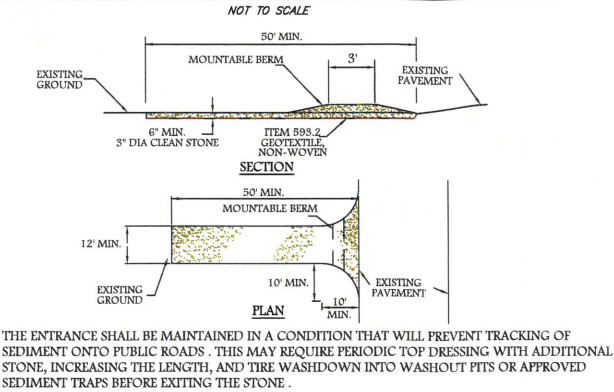 NOT TO SCALE
50' MIN.
MOUNTABLE BERM
3'
EXISTING
GROUND
EXISTING
PAVEMENT
6" MIN.
3" DIA CLEAN STONE
ITEM 593.2
GEOTEXTILE,
NON-WOVEN
SECTION
50' MIN.
MOUNTABLE BERM
12' MIN.
EXISTING
GROUND
10' MIN.
10'
MIN.
EXISTING
PAVEMENT
PLAN
THE ENTRANCE SHALL BE MAINTAINED IN A CONDITION THAT WILL PREVENT TRACKING OF
SEDIMENT ONTO PUBLIC ROADS . THIS MAY REQUIRE PERIODIC TOP DRESSING WITH ADDITIONAL
STONE, INCREASING THE LENGTH, AND TIRE WASHDOWN INTO WASHOUT PITS OR APPROVED
SEDIMENT TRAPS BEFORE EXITING THE STONE .